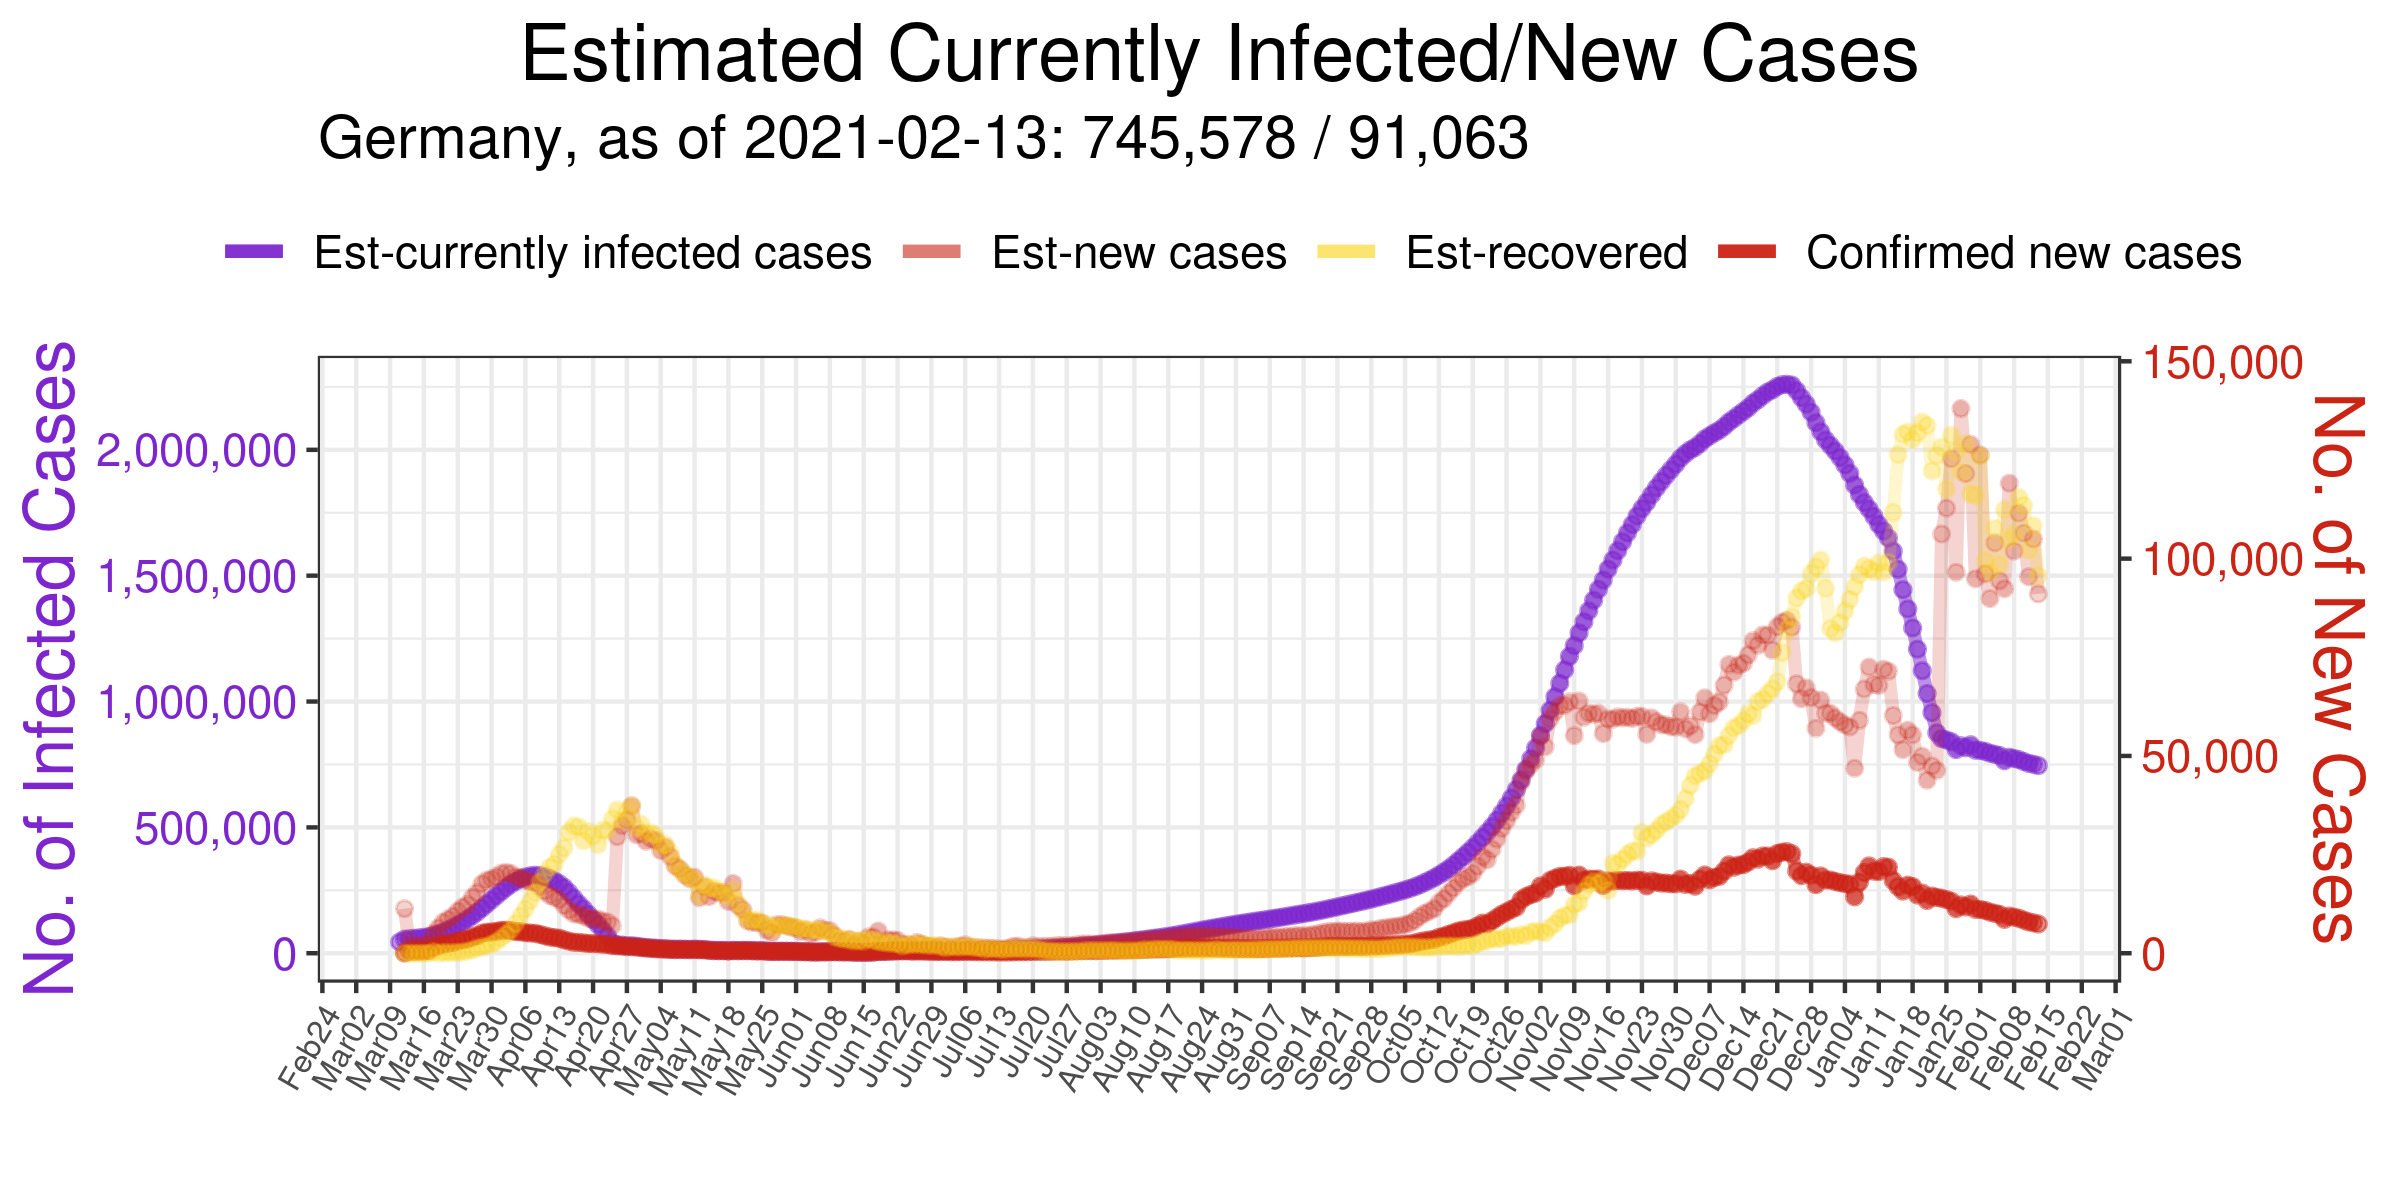 Estimated Currently Infected/New Cases
Germany, as of 2021-02-13: 745,578 / 91,063
Est-currently infected cases Est-new cases Est-recovered Confirmed new cases
No. of Infected Cases
2,000,000
1,500,000
1,000,000
500,000
0
150,000
100,000
50,000
0
No. of New Cases
Feb24
Mar02
Mar09
Mar16
Mar23
Mar30
Apr06
Apr13
Apr20
Apr27
May04
May11
May18
May25
Jun01
Jun08
Jun15
Jun22
Jun29
Jul06
Jul13
Jul20
Jul27
Aug03
Aug10
Aug17
Aug24
Aug31
Sep07
Sep14
Sep21
Sep28
Oct05
Oct12
Oct19
Oct26
Nov02
Nov09
Nov16
Nov23
Nov30
Dec07
Dec14
Dec21
Dec28
Jan04
Jan11
Jan18
Jan25
Feb01
Feb08
Feb15
Feb22
Mar01